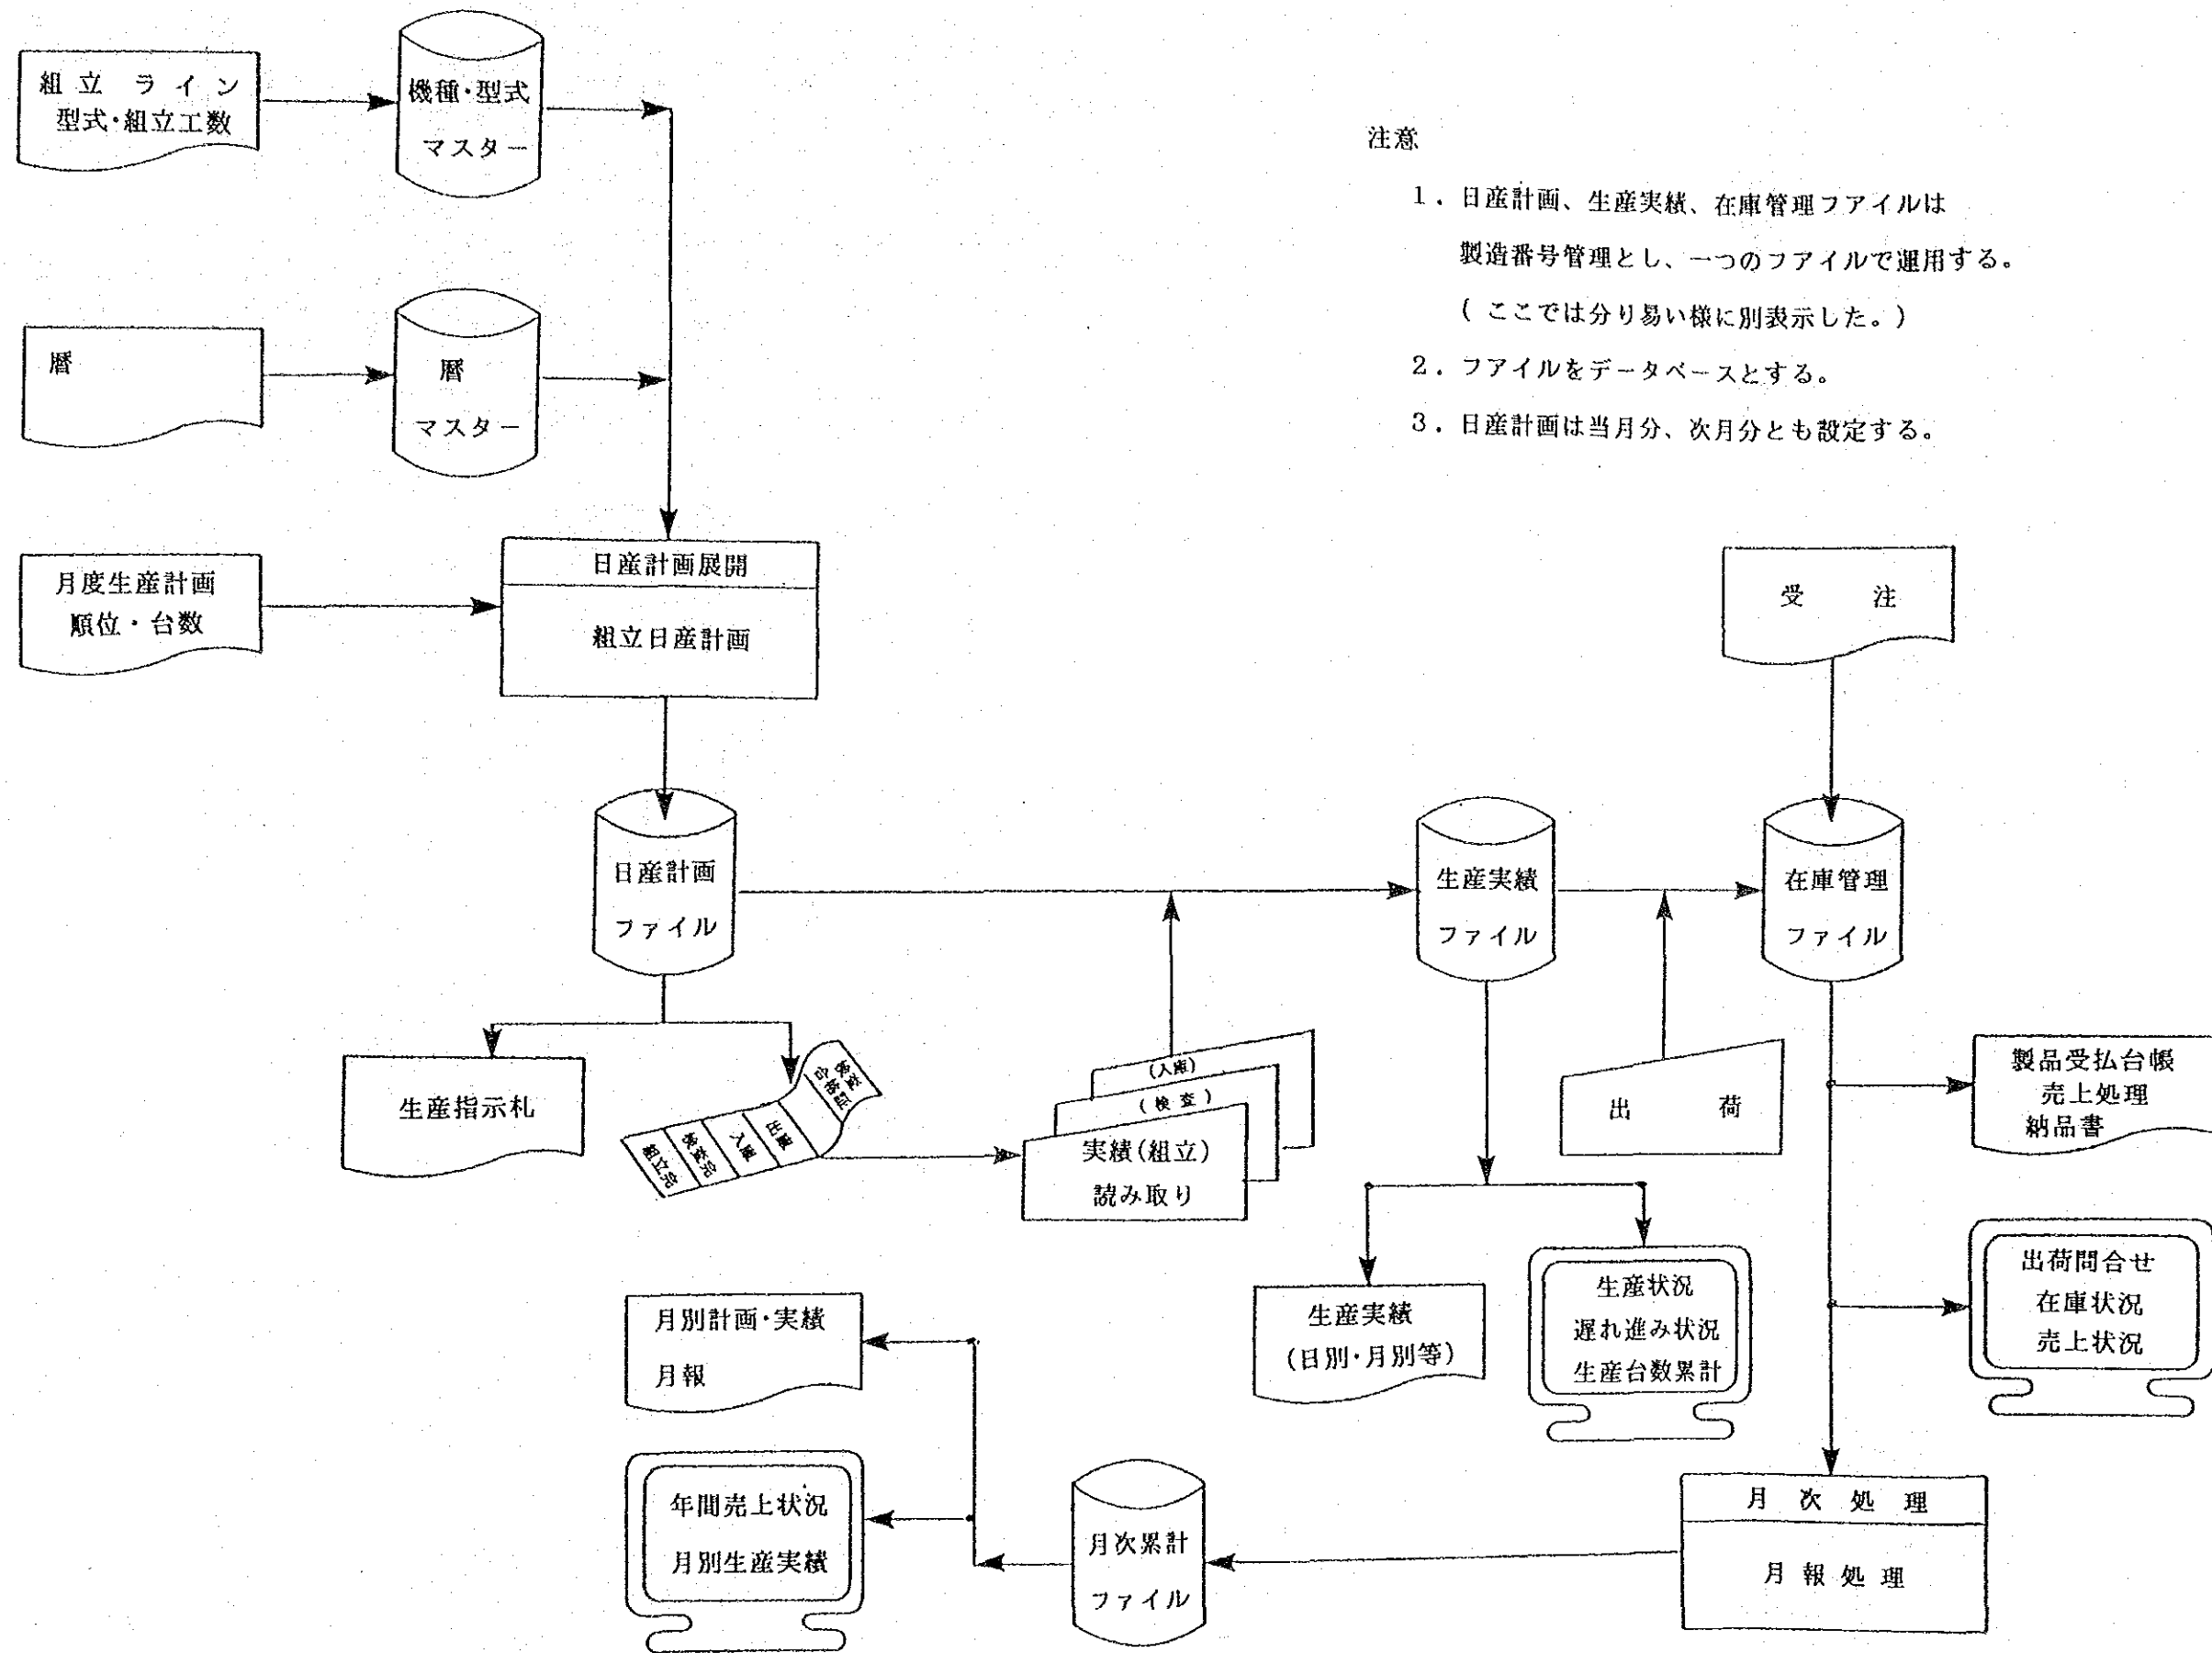 組立 ライン
型式・組立工数
機種・型式
マスター
注意
1. 日産計画、生産実績、在庫管理フアイルは
製造番号管理とし、一つのフアイルで運用する。
( ここでは分り易い様に別表示した。)
2. フアイルをデータベースとする。
3. 日産計画は当月分、次月分とも設定する。
暦
暦
マスター
月度生産計画
順位・台数
日産計画展開
組立日産計画
受 注
日産計画
ファイル
生産実績
ファイル
在庫管理
ファイル
生産指示札
組立完
検査完
入庫
出庫
検査
合格証
(入庫)
(検査)
実績(組立)
読み取り
出 荷
製品受払台帳
売上処理
納品書
生産実績
(日別・月別等)
生産状況
遅れ進み状況
生産台数累計
出荷問合せ
在庫状況
売上状況
月別計画・実績
月報
年間売上状況
月別生産実績
月次累計
ファイル
月次処理
月報処理